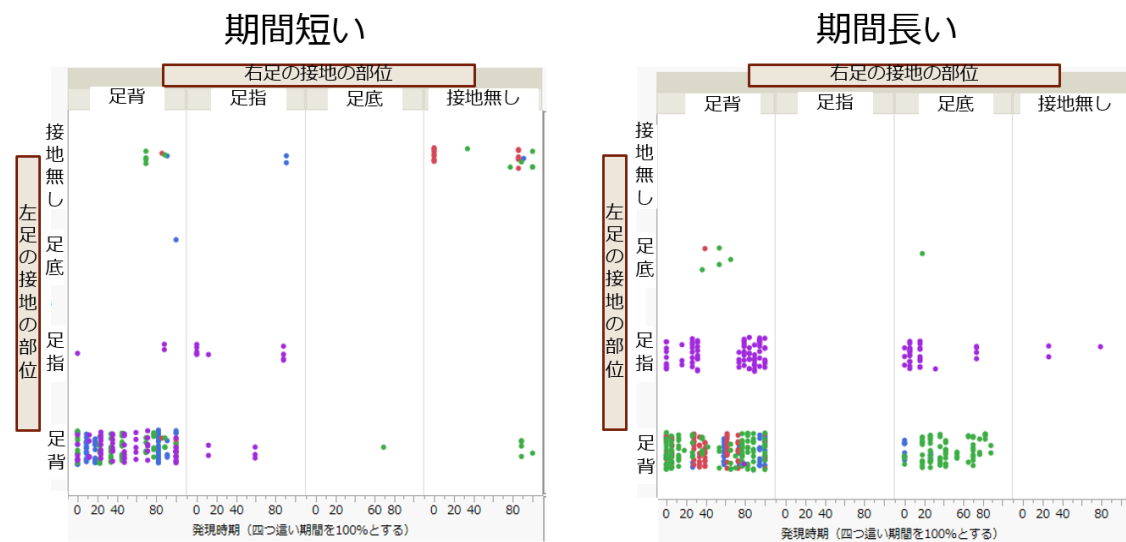 期間短い
右足の接地の部位
足背 足指 足底 接地無し
左足の接地の部位
接地無し
足底
足指
足背
0 20 40 80 0 20 40 80 0 20 40 80 0 20 40 80
発現時期（四つ這い期間を100%とする）
期間長い
右足の接地の部位
足背 足指 足底 接地無し
左足の接地の部位
接地無し
足底
足指
足背
0 20 40 80 0 20 40 80 0 20 40 80 0 20 40 80
発現時期（四つ這い期間を100%とする）